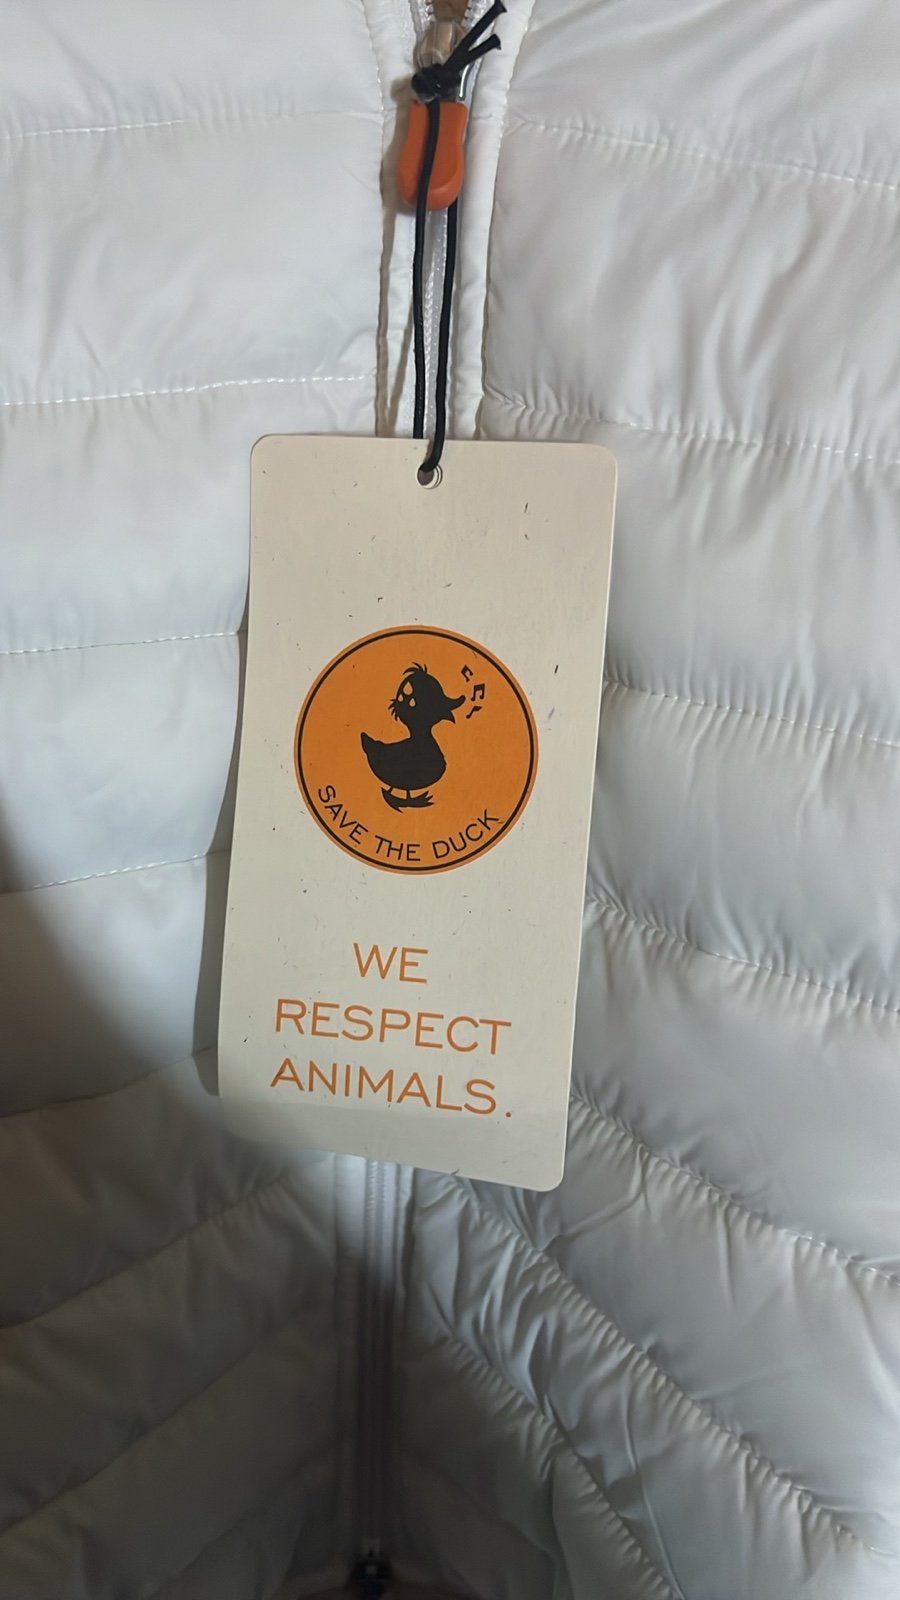 SAVE THE DUCK
WE
RESPECT
ANIMALS.